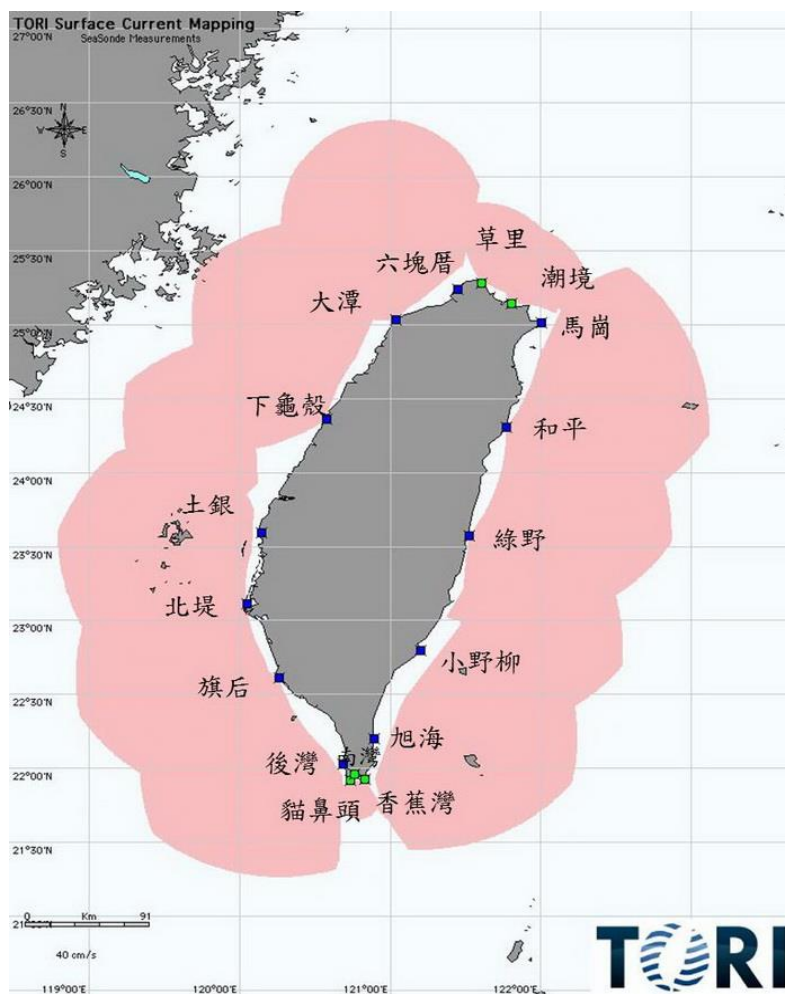 TORI Surface Current Mapping
SeaSonde Measurements
27°00'N
26°30'N
N
W E
S
26°00'N
25°30'N
草里
六塊厝
潮境
大潭
馬崗
25°00'N
24°30'N
下龜殼
和平
24°00'N
土銀
綠野
23°30'N
北堤
23°00'N
小野柳
旗后
22°30'N
旭海
後灣
南灣
22°00'N
貓鼻頭
香蕉灣
21°30'N
0 Km 91
40 cm/s
TORI
119°00'E
120°00'E
121°00'E
122°00'E